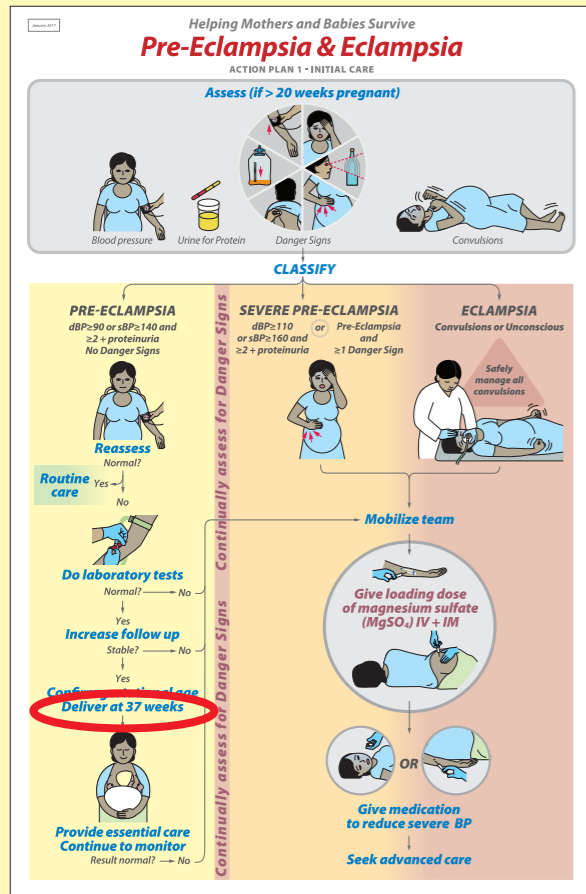 January 2017
Helping Mothers and Babies Survive
Pre-Eclampsia & Eclampsia
ACTION PLAN 1 - INITIAL CARE
Assess (if > 20 weeks pregnant)
Blood pressure
Urine for Protein
Danger Signs
Convulsions
CLASSIFY
PRE-ECLAMPSIA
dBP≥90 or sBP≥140 and
≥2 + proteinuria
No Danger Signs
Reassess
Normal?
Routine
care
Yes
No
Do laboratory tests
Normal? No
Yes
Increase follow up
Stable? No
Yes
Confirm gestational age
Deliver at 37 weeks
Provide essential care
Continue to monitor
Result normal? No
Continually assess for Danger Signs
Continually assess for Danger Signs
SEVERE PRE-ECLAMPSIA
dBP≥110
or sBP≥160 and
≥2 + proteinuria
or
Pre-Eclampsia
and
≥1 Danger Sign
ECLAMPSIA
Convulsions or Unconscious
Safely
manage all
convulsions
Mobilize team
Give loading dose
of magnesium sulfate
(MgSO₄) IV + IM
OR
Give medication
to reduce severe BP
Seek advanced care